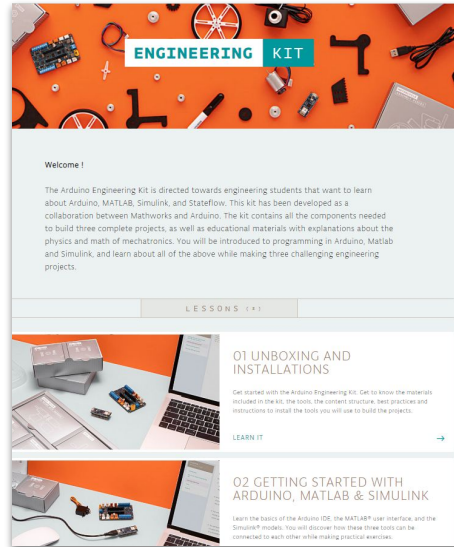 ENGINEERING KIT
Welcome !
The Arduino Engineering Kit is directed towards engineering students that want to learn
about Arduino, MATLAB, Simulink, and Stateflow. This kit has been developed as a
collaboration between Mathworks and Arduino. The kit contains all the components needed
to build three complete projects, as well as educational materials with explanations about the
physics and math of mechatronics. You will be introduced to programming in Arduino, Matlab
and Simulink, and learn about all of the above while making three challenging engineering
projects.
LESSONS
01 UNBOXING AND
INSTALLATIONS
Get started with the Arduino Engineering Kit. Get to know the materials
included in the kit, the tools, the content structure, best practices and
instructions to install the tools you will use to build the projects.
LEARN IT →
02 GETTING STARTED WITH
ARDUINO, MATLAB & SIMULINK
Learn the basics of the Arduino IDE, the MATLAB® user interface, and the
Simulink® models. You will discover how these three tools can be
connected to each other while making practical exercises.